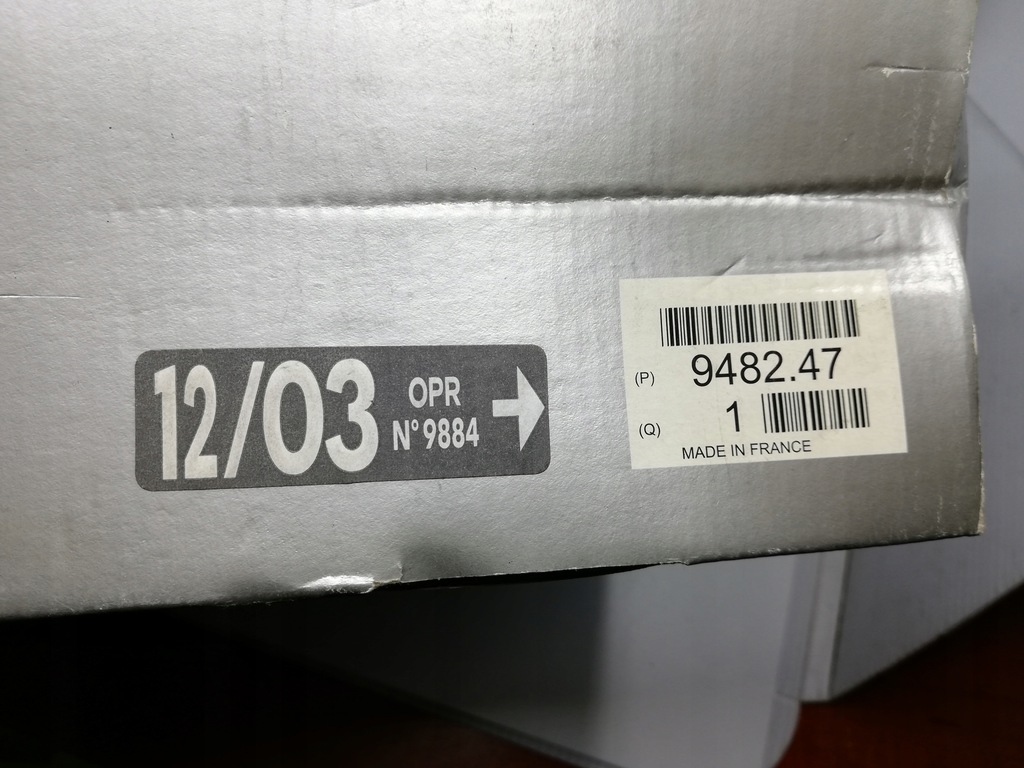 12/03
OPR
N° 9884
(P) 9482.47
(Q) 1
MADE IN FRANCE